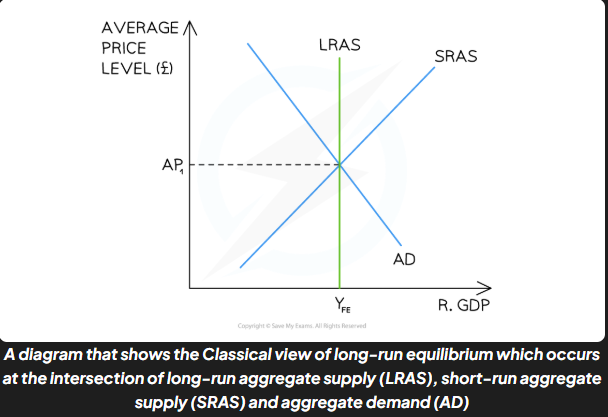 AVERAGE
PRICE
LEVEL (£)
LRAS
SRAS
AP1
AD
YFE
R. GDP
Copyright © Save My Exams. All Rights Reserved
A diagram that shows the Classical view of long-run equilibrium which occurs
at the intersection of long-run aggregate supply (LRAS), short-run aggregate
supply (SRAS) and aggregate demand (AD)